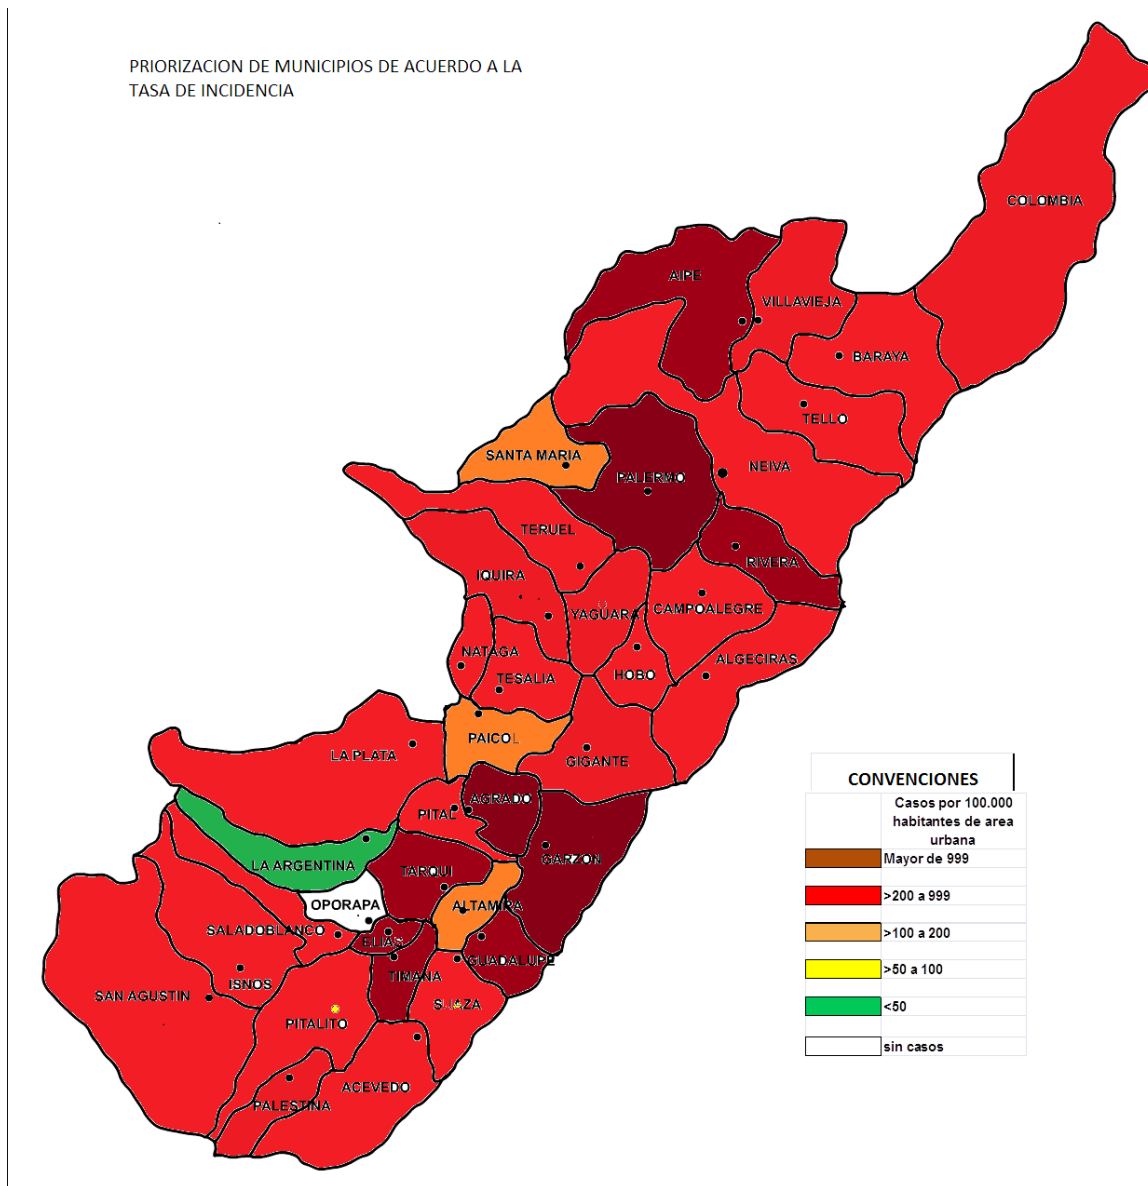 PRIORIZACION DE MUNICIPIOS DE ACUERDO A LA
TASA DE INCIDENCIA
COLOMBIA
AIPE
VILLAVIEJA
BARAYA
TELLO
SANTA MARIA
NEIVA
PALERMO
TERUEL
RIVERA
IQUIRA
YAGUARA
CAMPOALEGRE
NATAGA
TESALIA
HOBO
ALGECIRAS
PAICOL
LA PLATA
GIGANTE
PITAL
AGRADO
LA ARGENTINA
TARQUI
GARZON
OPORAPA
ALTAMIRA
SALADOBLANCO
ELIAS
GUADALUPE
TIMANA
ISNOS
SAN AGUSTIN
SUAZA
PITALITO
ACEVEDO
PALESTINA
CONVENCIONES
Casos por 100.000
habitantes de area
urbana
Mayor de 999
>200 a 999
>100 a 200
>50 a 100
<50
sin casos